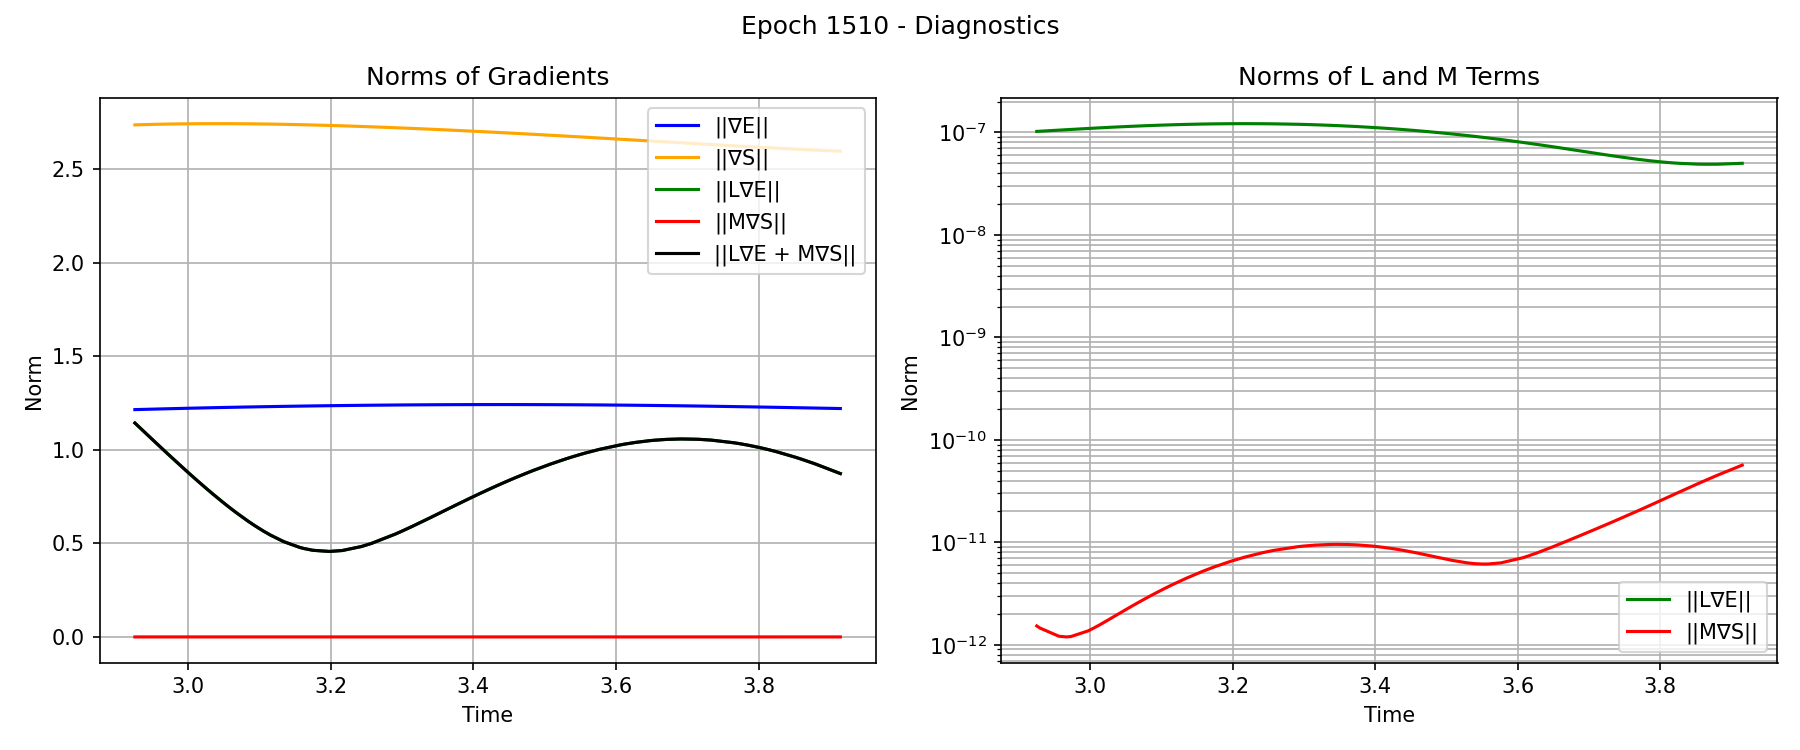 Epoch 1510 - Diagnostics
Norms of Gradients
Norm
2.5
2.0
1.5
1.0
0.5
0.0
||∇E||
||∇S||
||L∇E||
||M∇S||
||L∇E + M∇S||
3.0 3.2 3.4 3.6 3.8
Time
Norms of L and M Terms
Norm
10⁻⁷
10⁻⁸
10⁻⁹
10⁻¹⁰
10⁻¹¹
10⁻¹²
||L∇E||
||M∇S||
3.0 3.2 3.4 3.6 3.8
Time